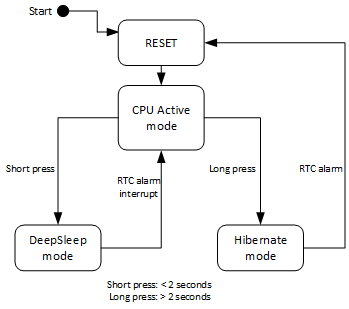 Start
RESET
CPU Active
mode
Short press
RTC alarm
interrupt
Long press
RTC alarm
DeepSleep
mode
Hibernate
mode
Short press: < 2 seconds
Long press: > 2 seconds